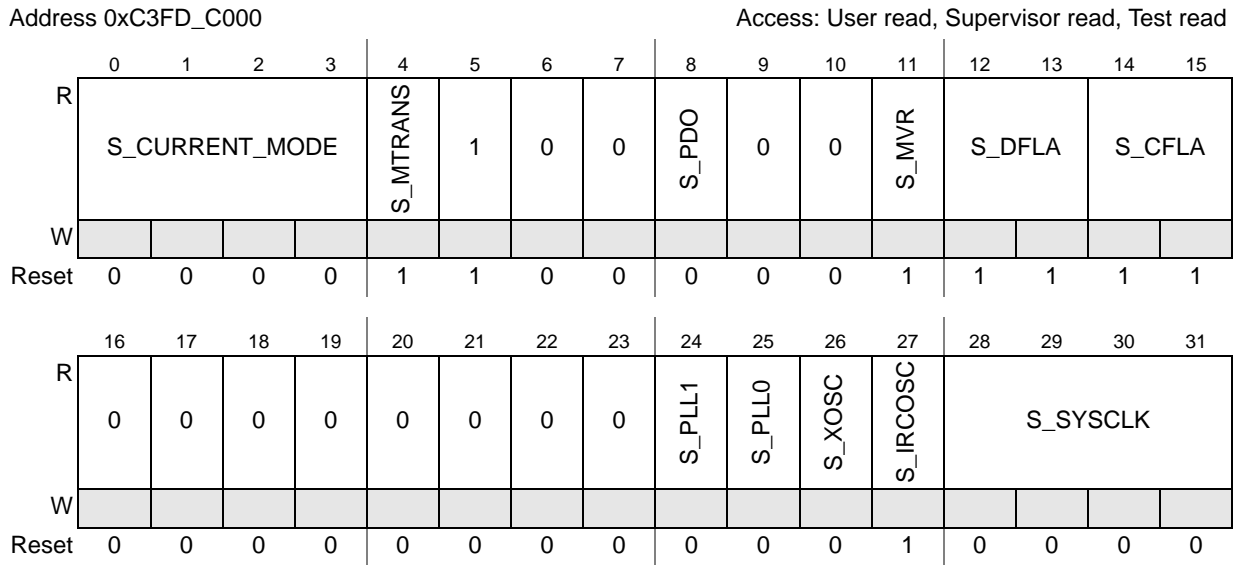 Address 0xC3FD_C000 Access: User read, Supervisor read, Test read
0 1 2 3 4 5 6 7 8 9 10 11 12 13 14 15
R S_CURRENT_MODE S_MTRANS 1 0 0 S_PDO 0 0 S_MVR S_DFLA S_CFLA
W
Reset 0 0 0 0 1 1 0 0 0 0 0 1 1 1 1 1
16 17 18 19 20 21 22 23 24 25 26 27 28 29 30 31
R 0 0 0 0 0 0 0 0 S_PLL1 S_PLL0 S_XOSC S_IRCOSC S_SYSCLK
W
Reset 0 0 0 0 0 0 0 0 0 0 0 1 0 0 0 0